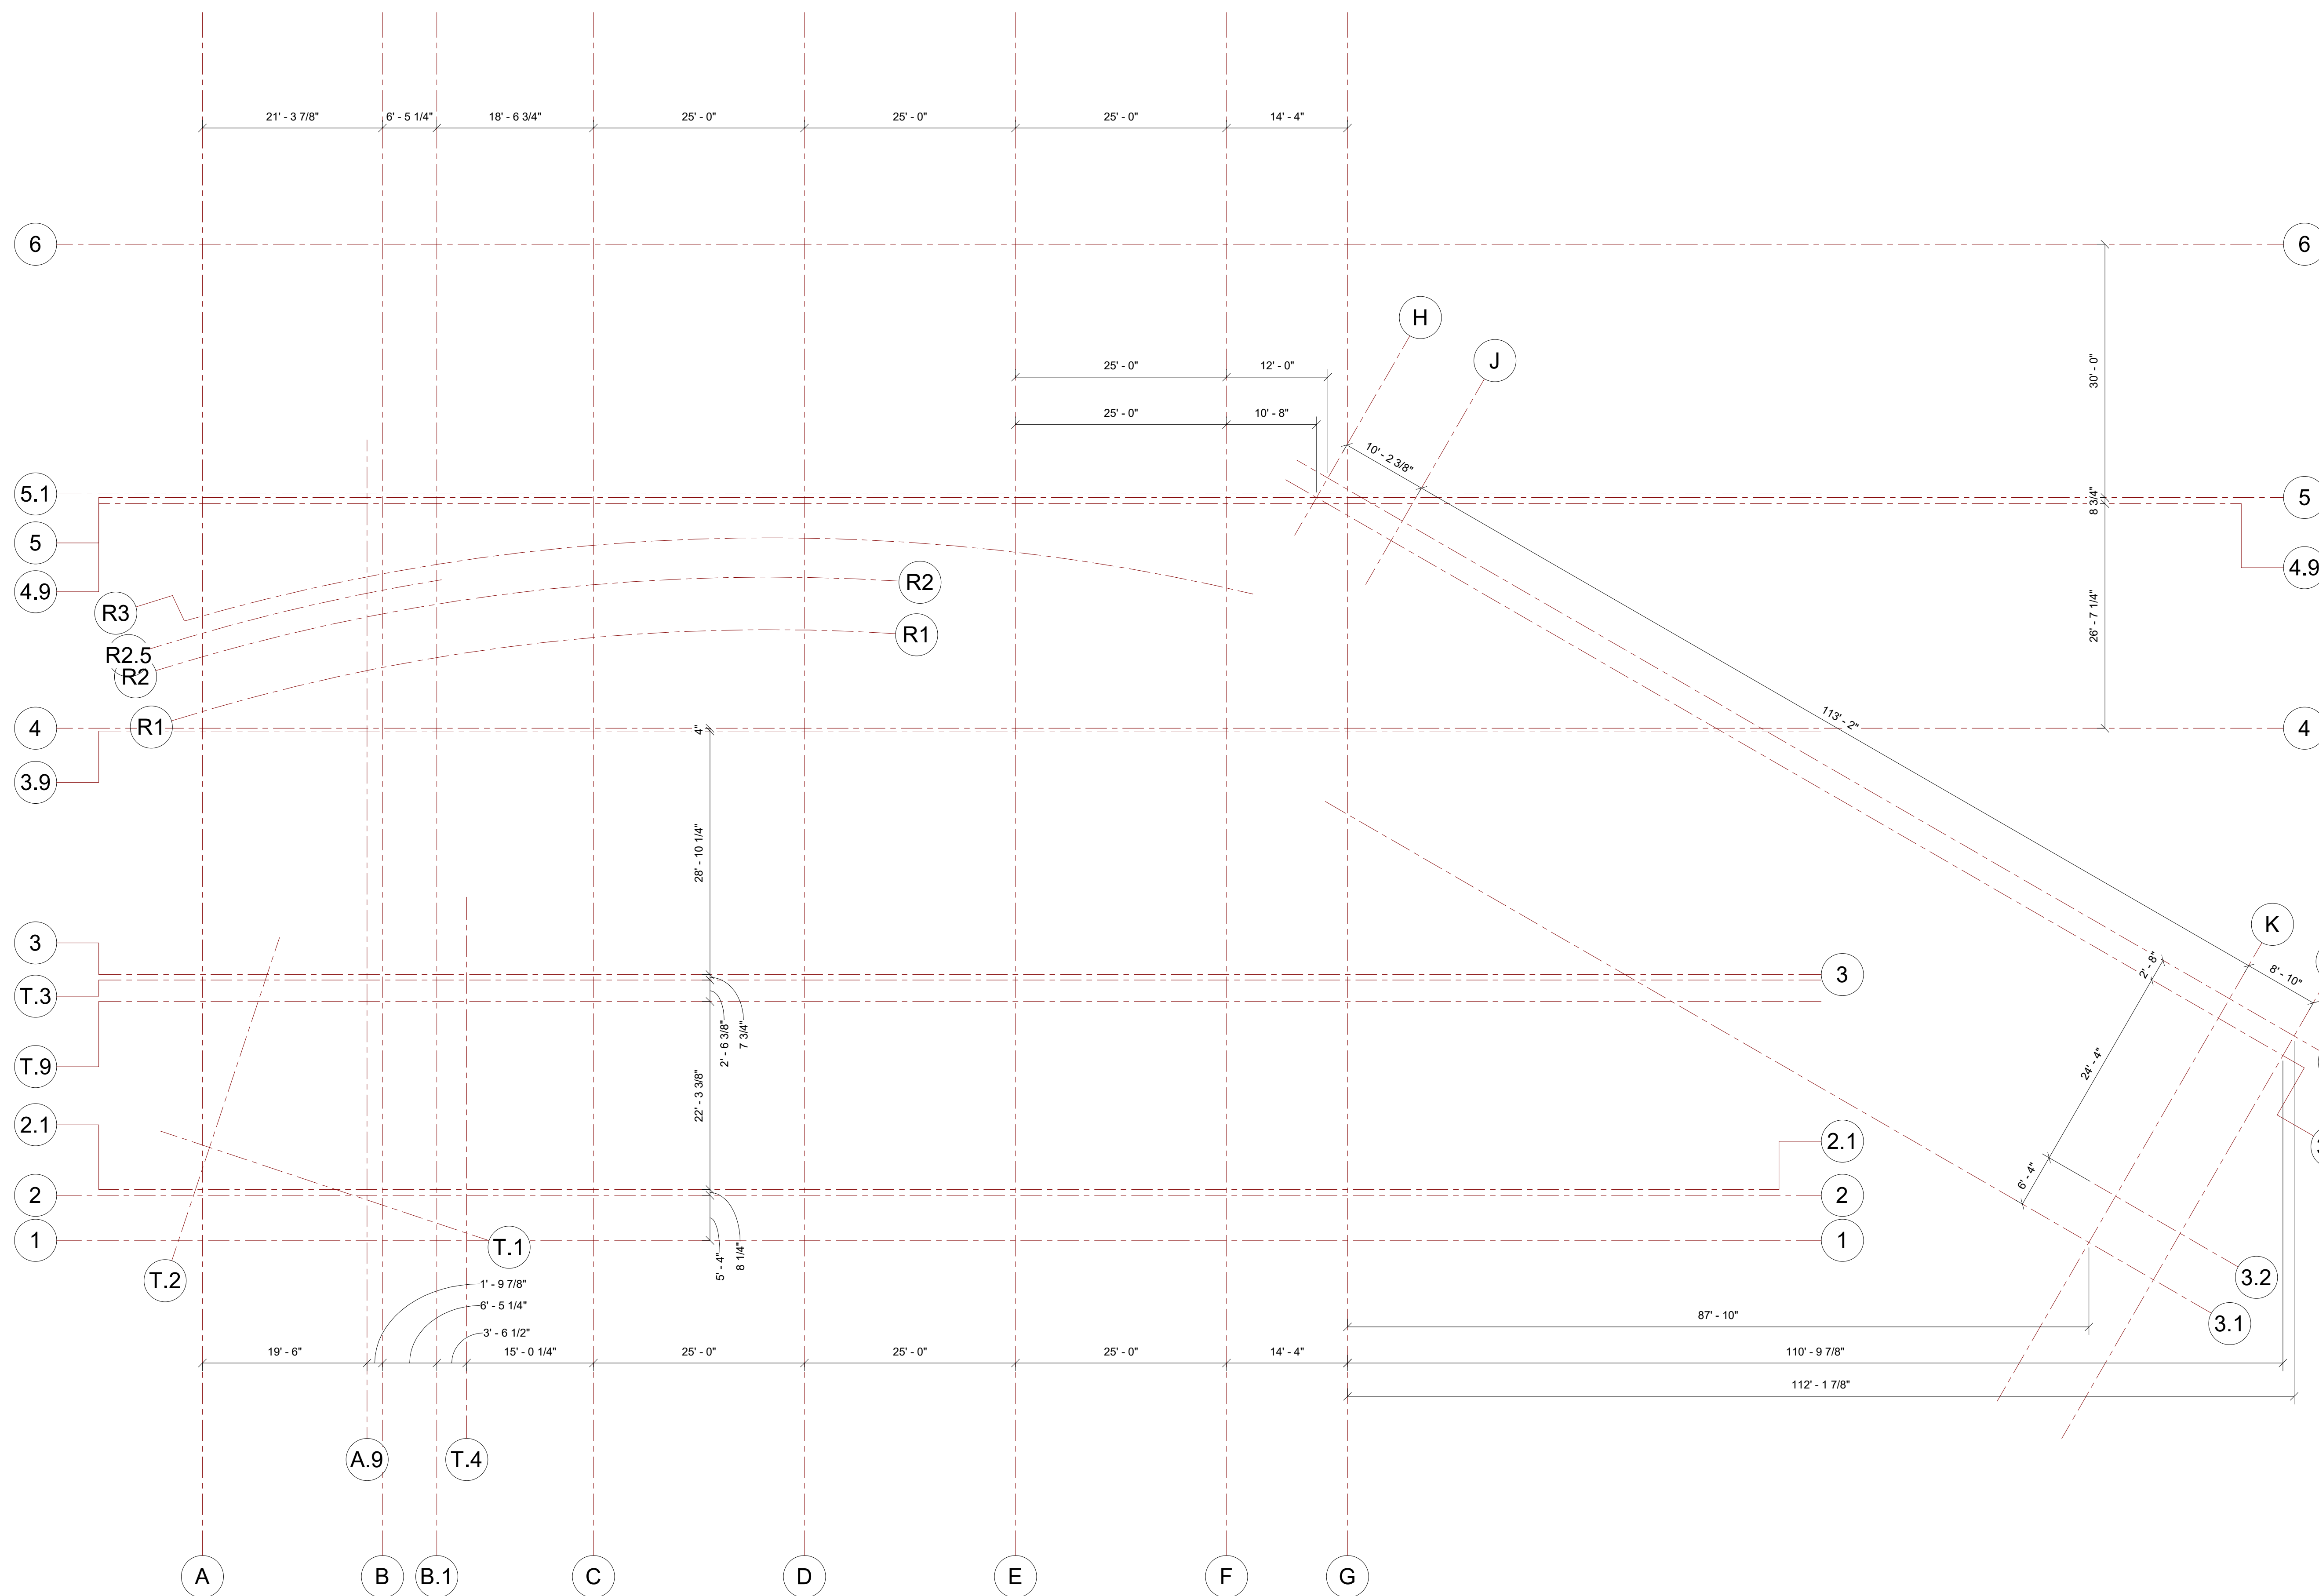 21' - 3 7/8" 6' - 5 1/4" 18' - 6 3/4" 25' - 0" 25' - 0" 25' - 0" 14' - 4"
6 6
30' - 0"
H
J
25' - 0" 12' - 0"
25' - 0" 10' - 8"
10' - 2 3/8"
5.1
5
8 3/4"
5
4.9
4.9
R3
R2
R1
R2.5
R2
26' - 7 1/4"
113' - 2"
4
R1
4"
4
3.9
28' - 10 1/4"
K
3
3
T.3
2' - 8"
8' - 10"
2' - 6 3/8"
7 3/4"
T.9
24' - 4"
22' - 3 3/8"
2.1
2.1
6' - 4"
2
2
1
T.1
1
5' - 4"
8 1/4"
T.2
3.2
1' - 9 7/8"
6' - 5 1/4"
87' - 10"
3.1
3' - 6 1/2"
19' - 6" 15' - 0 1/4" 25' - 0" 25' - 0" 25' - 0" 14' - 4" 110' - 9 7/8"
112' - 1 7/8"
A.9 T.4
A B B.1 C D E F G